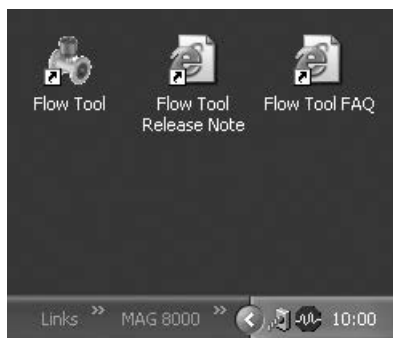 Flow Tool
Flow Tool
Release Note
Flow Tool FAQ
Links
MAG 8000
10:00